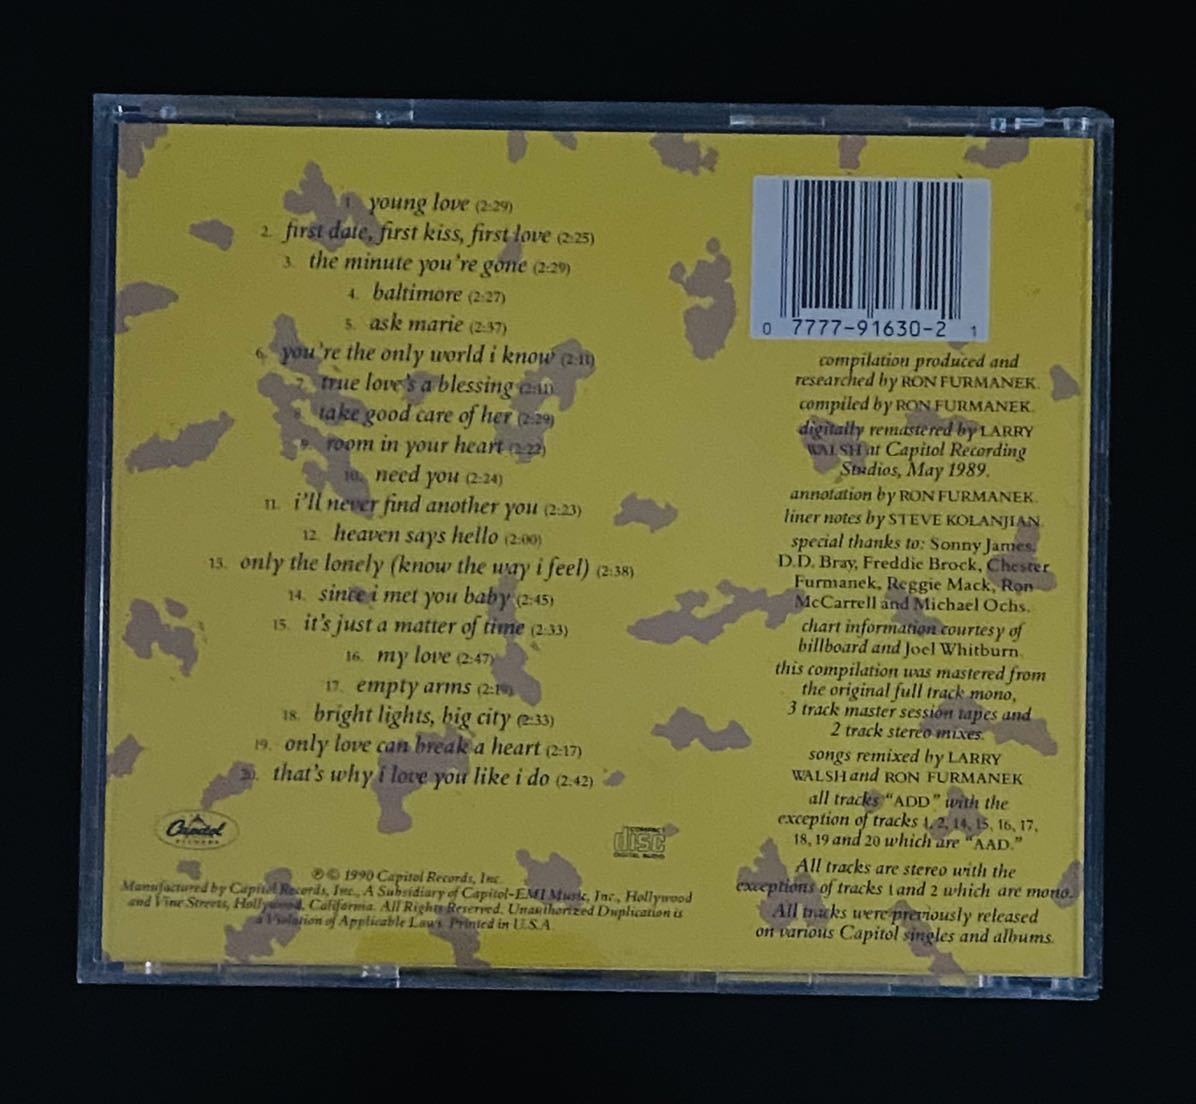 1. young love (2:29)
2. first date, first kiss, first love (2:25)
3. the minute you're gone (2:29)
4. baltimore (2:27)
5. ask marie (2:37)
6. you're the only world i know (2:11)
7. true love's a blessing (2:11)
8. take good care of her (2:29)
9. room in your heart (2:22)
10. need you (2:24)
11. i'll never find another you (2:23)
12. heaven says hello (2:00)
13. only the lonely (know the way i feel) (2:38)
14. since i met you baby (2:45)
15. it's just a matter of time (2:33)
16. my love (2:47)
17. empty arms
18. bright lights, big city (2:33)
19. only love can break a heart (2:17)
20. that's why i love you like i do (2:42)
Capitol
RECORDS
COMPACT
disc
DIGITAL AUDIO
℗ © 1990 Capitol Records, Inc.
Manufactured by Capitol Records, Inc., A Subsidiary of Capitol-EMI Music, Inc., Hollywood
and Vine Streets, Hollywood, California. All Rights Reserved. Unauthorized Duplication is
a Violation of Applicable Laws. Printed in U.S.A.
0 7777-91630-2 1
compilation produced and
researched by RON FURMANEK.
compiled by RON FURMANEK.
digitally remastered by LARRY
WALSH at Capitol Recording
Studios, May 1989.
annotation by RON FURMANEK.
liner notes by STEVE KOLANJIAN.
special thanks to: Sonny James,
D.D. Bray, Freddie Brock, Chester
Furmanek, Reggie Mack, Ron
McCarrell and Michael Ochs.
chart information courtesy of
billboard and Joel Whitburn.
this compilation was mastered from
the original full track mono,
3 track master session tapes and
2 track stereo mixes.
songs remixed by LARRY
WALSH and RON FURMANEK
all tracks "ADD" with the
exception of tracks 1, 2, 14, 15, 16, 17,
18, 19 and 20 which are "AAD."
All tracks are stereo with the
exceptions of tracks 1 and 2 which are mono.
All tracks were previously released
on various Capitol singles and albums.